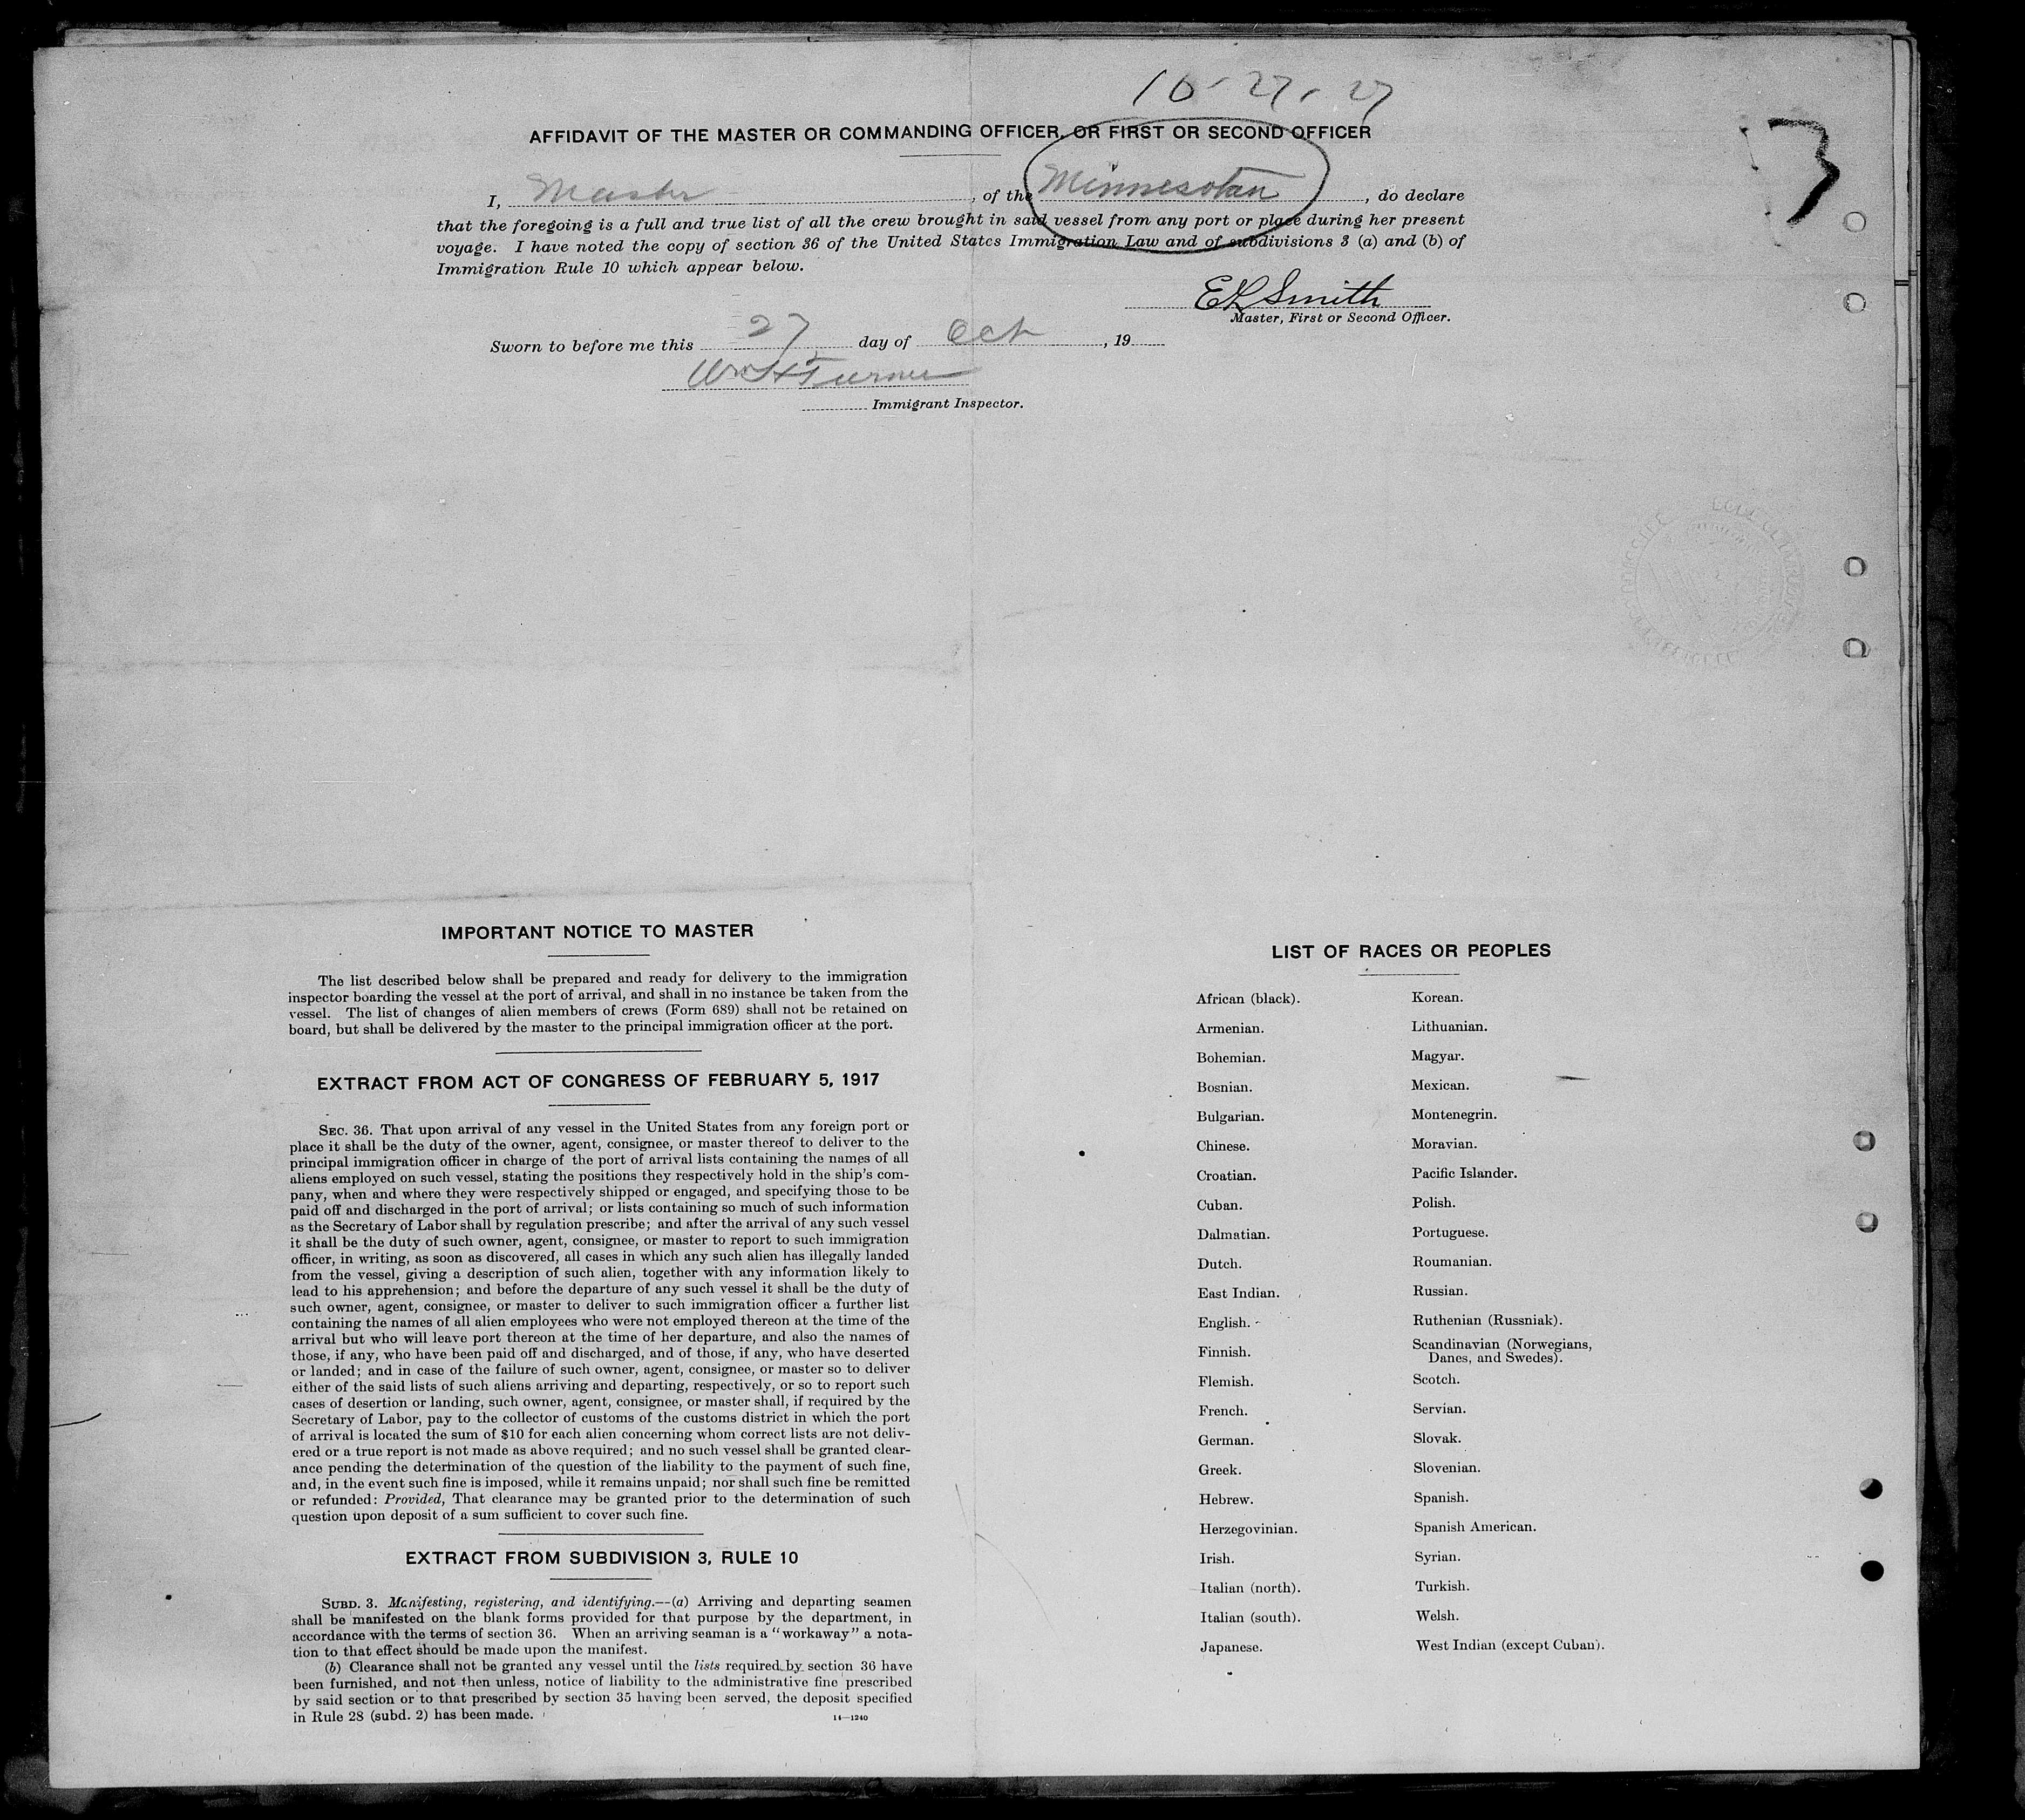 10-27-27
3
AFFIDAVIT OF THE MASTER OR COMMANDING OFFICER, OR FIRST OR SECOND OFFICER
I, Master, of the Minnesotan, do declare
that the foregoing is a full and true list of all the crew brought in said vessel from any port or place during her present
voyage. I have noted the copy of section 36 of the United States Immigration Law and of subdivisions 3 (a) and (b) of
Immigration Rule 10 which appear below.
EK Smith
Master, First or Second Officer.
Sworn to before me this 27 day of Oct, 19
Wm H Turner
Immigrant Inspector.
IMPORTANT NOTICE TO MASTER
The list described below shall be prepared and ready for delivery to the immigration
inspector boarding the vessel at the port of arrival, and shall in no instance be taken from the
vessel. The list of changes of alien members of crews (Form 689) shall not be retained on
board, but shall be delivered by the master to the principal immigration officer at the port.
EXTRACT FROM ACT OF CONGRESS OF FEBRUARY 5, 1917
SEC. 36. That upon arrival of any vessel in the United States from any foreign port or
place it shall be the duty of the owner, agent, consignee, or master thereof to deliver to the
principal immigration officer in charge of the port of arrival lists containing the names of all
aliens employed on such vessel, stating the positions they respectively hold in the ship's com-
pany, when and where they were respectively shipped or engaged, and specifying those to be
paid off and discharged in the port of arrival; or lists containing so much of such information
as the Secretary of Labor shall by regulation prescribe; and after the arrival of any such vessel
it shall be the duty of such owner, agent, consignee, or master to report to such immigration
officer, in writing, as soon as discovered, all cases in which any such alien has illegally landed
from the vessel, giving a description of such alien, together with any information likely to
lead to his apprehension; and before the departure of any such vessel it shall be the duty of
such owner, agent, consignee, or master to deliver to such immigration officer a further list
containing the names of all alien employees who were not employed thereon at the time of the
arrival but who will leave port thereon at the time of her departure, and also the names of
those, if any, who have been paid off and discharged, and of those, if any, who have deserted
or landed; and in case of the failure of such owner, agent, consignee, or master so to deliver
either of the said lists of such aliens arriving and departing, respectively, or so to report such
cases of desertion or landing, such owner, agent, consignee, or master shall, if required by the
Secretary of Labor, pay to the collector of customs of the customs district in which the port
of arrival is located the sum of $10 for each alien concerning whom correct lists are not deliv-
ered or a true report is not made as above required; and no such vessel shall be granted clear-
ance pending the determination of the question of the liability to the payment of such fine,
and, in the event such fine is imposed, while it remains unpaid; nor shall such fine be remitted
or refunded: Provided, That clearance may be granted prior to the determination of such
question upon deposit of a sum sufficient to cover such fine.
EXTRACT FROM SUBDIVISION 3, RULE 10
SUBD. 3. Manifesting, registering, and identifying.—(a) Arriving and departing seamen
shall be manifested on the blank forms provided for that purpose by the department, in
accordance with the terms of section 36. When an arriving seaman is a "workaway" a nota-
tion to that effect should be made upon the manifest.
(b) Clearance shall not be granted any vessel until the lists required by section 36 have
been furnished, and not then unless, notice of liability to the administrative fine prescribed
by said section or to that prescribed by section 35 having been served, the deposit specified
in Rule 28 (subd. 2) has been made.
14—1240
LIST OF RACES OR PEOPLES
African (black).
Armenian.
Bohemian.
Bosnian.
Bulgarian.
Chinese.
Croatian.
Cuban.
Dalmatian.
Dutch.
East Indian.
English.
Finnish.
Flemish.
French.
German.
Greek.
Hebrew.
Herzegovinian.
Irish.
Italian (north).
Italian (south).
Japanese.
Korean.
Lithuanian.
Magyar.
Mexican.
Montenegrin.
Moravian.
Pacific Islander.
Polish.
Portuguese.
Roumanian.
Russian.
Ruthenian (Russniak).
Scandinavian (Norwegians,
Danes, and Swedes).
Scotch.
Servian.
Slovak.
Slovenian.
Spanish.
Spanish American.
Syrian.
Turkish.
Welsh.
West Indian (except Cuban).